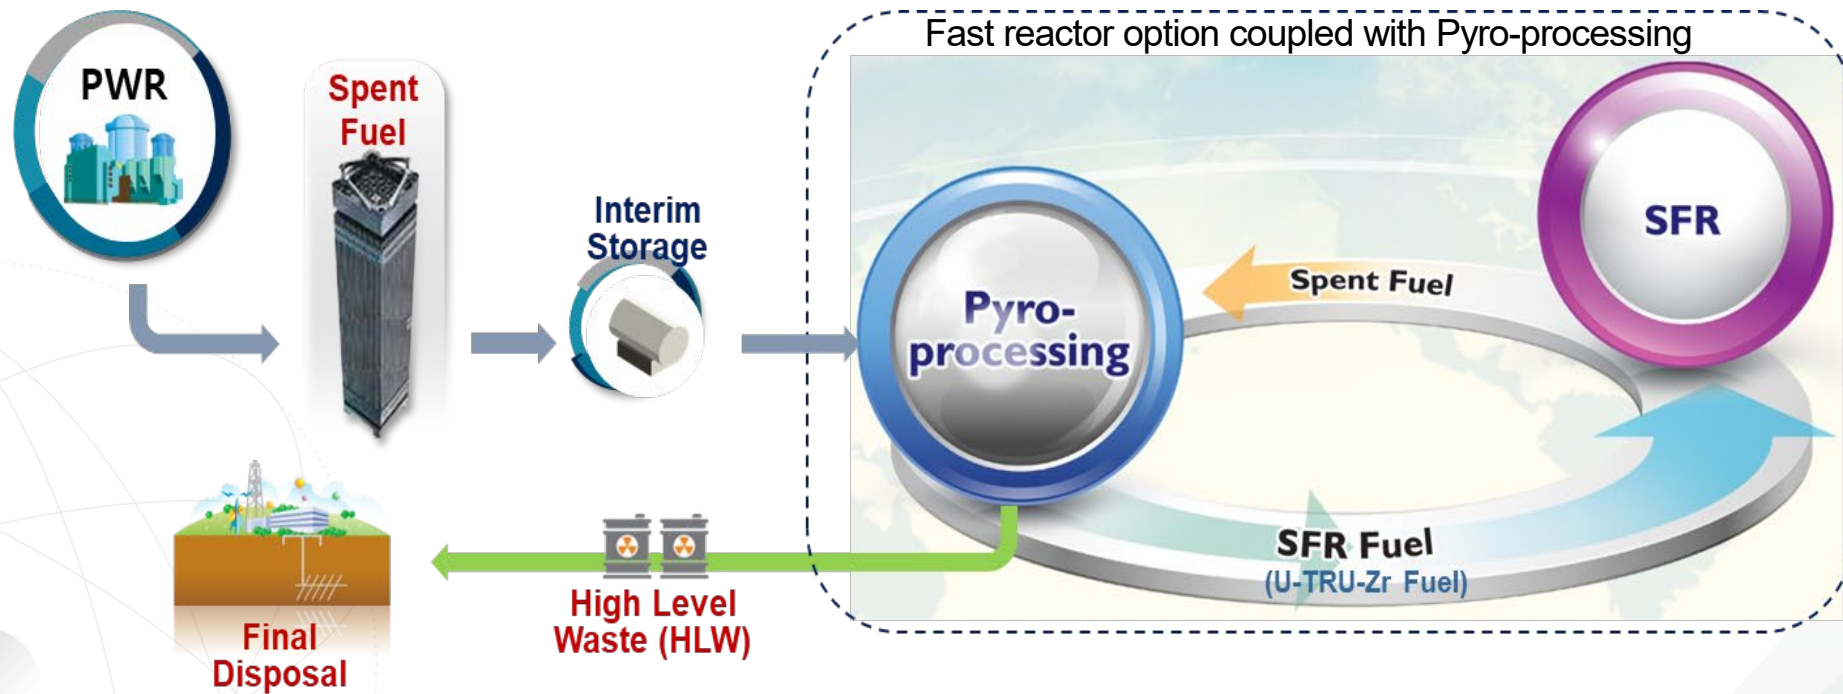 Fast reactor option coupled with Pyro-processing
PWR
Spent
Fuel
Interim
Storage
Pyro-
processing
Spent Fuel
SFR
SFR Fuel
(U-TRU-Zr Fuel)
High Level
Waste (HLW)
Final
Disposal